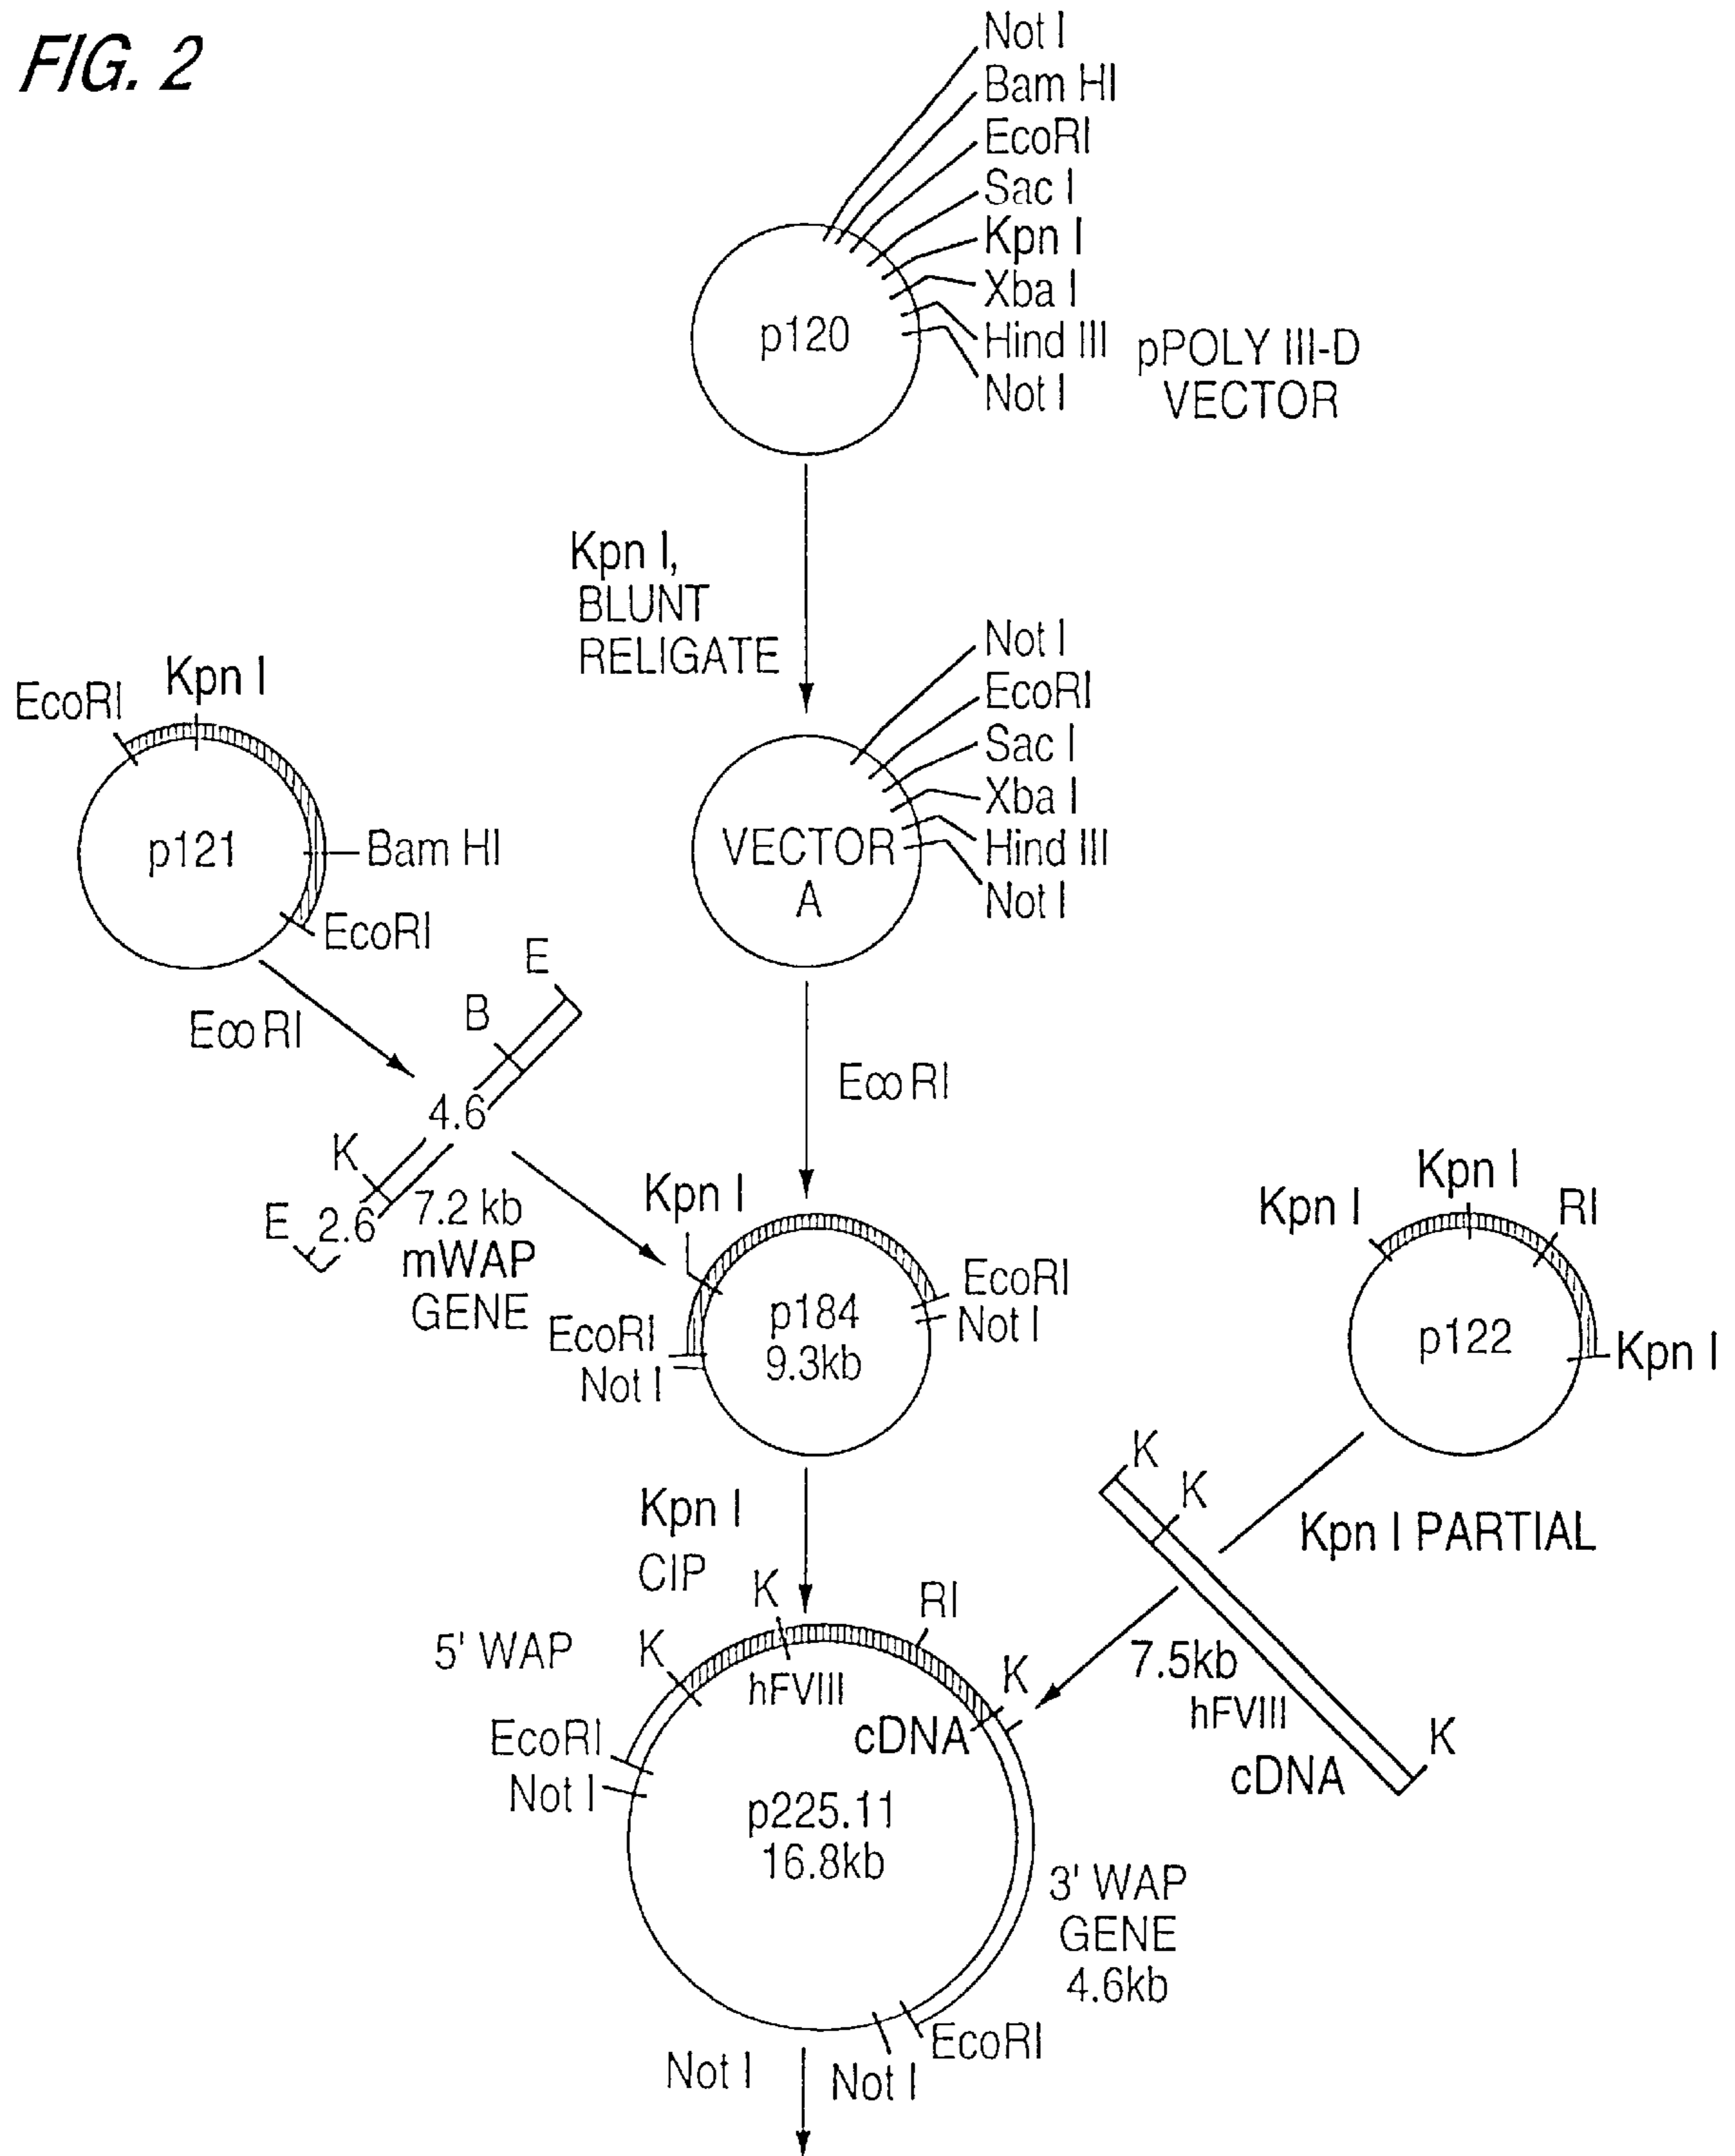 FIG. 2
Not I
Bam HI
EcoRI
Sac I
Kpn I
Xba I
Hind III
Not I
p120
pPOLY III-D
VECTOR
Kpn I,
BLUNT
RELIGATE
Not I
EcoRI
Sac I
Xba I
Hind III
Not I
VECTOR
A
EcoRI
Kpn I
p121
Bam HI
EcoRI
EcoRI
E
B
4.6
K
E
2.6
7.2 kb
mWAP
GENE
EcoRI
Kpn I
EcoRI
Not I
p184
9.3kb
EcoRI
Not I
Kpn I
Kpn I
RI
p122
Kpn I
Kpn I
CIP
K
K
Kpn I PARTIAL
7.5kb
hFVIII
cDNA
K
5' WAP
K
K
RI
K
hFVIII
cDNA
EcoRI
Not I
p225.11
16.8kb
3' WAP
GENE
4.6kb
EcoRI
Not I
Not I